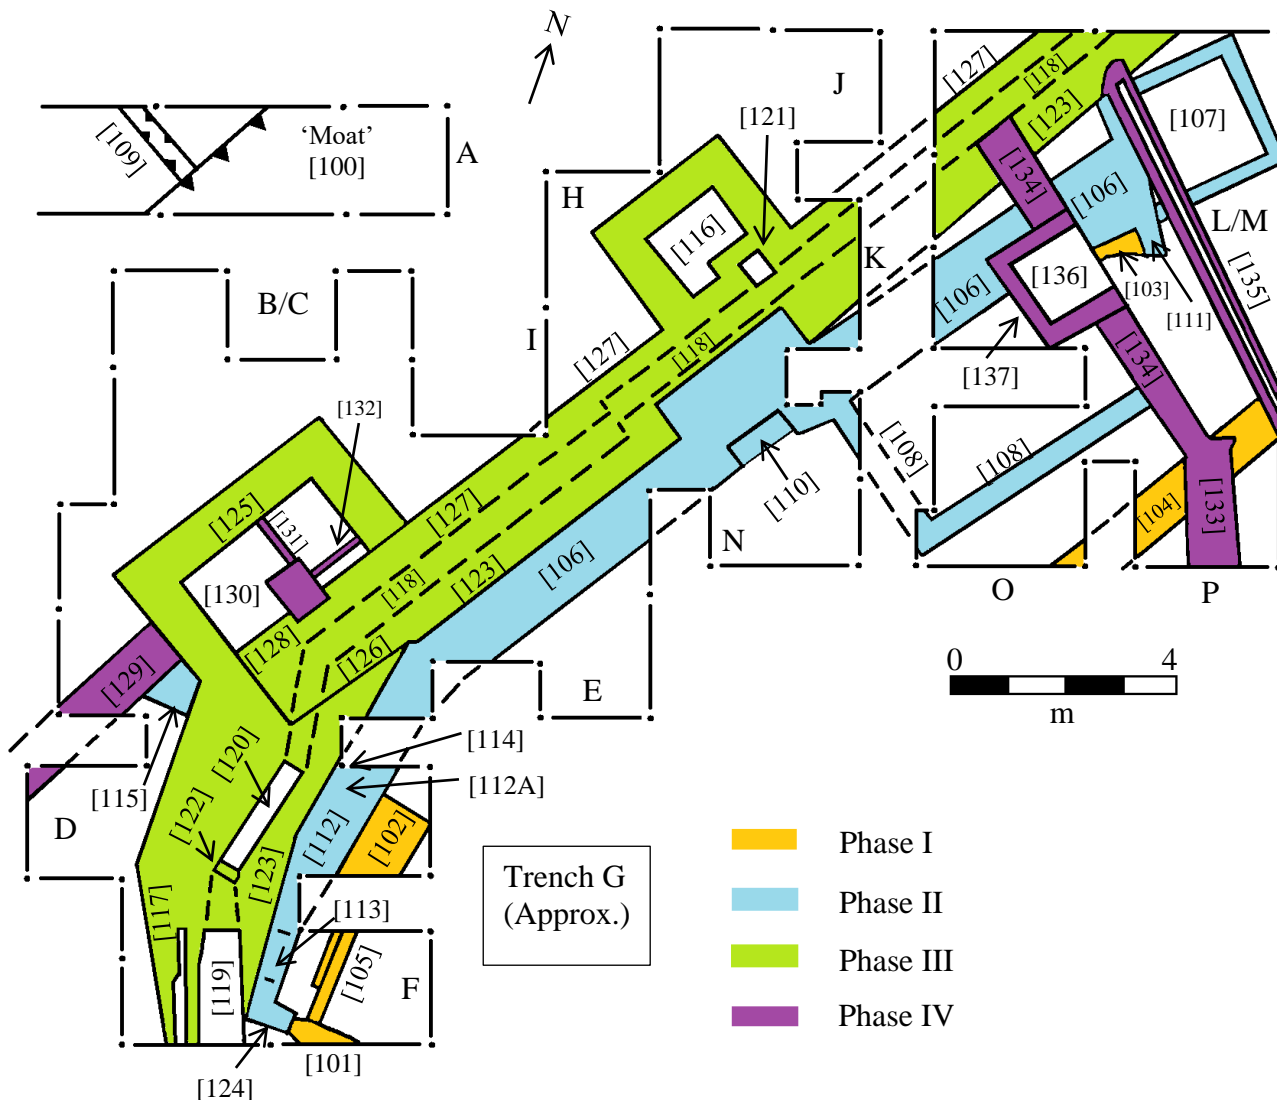 N
J
[127]
[118]
[123]
[121]
'Moat'
[100]
A
[109]
[107]
H
[134]
[106]
[116]
L/M
K
[103]
[111]
[135]
[136]
[106]
B/C
I
[127]
[118]
[137]
[134]
[132]
[108]
[108]
[110]
[125]
[131]
[127]
[104]
[133]
N
[106]
[118]
[123]
[130]
O
P
[128]
[126]
[129]
E
0
4
m
[114]
[120]
[112A]
[115]
[122]
D
[112]
[102]
[123]
Trench G
(Approx.)
Phase I
Phase II
Phase III
Phase IV
[117]
[113]
[119]
[105]
F
[101]
[124]